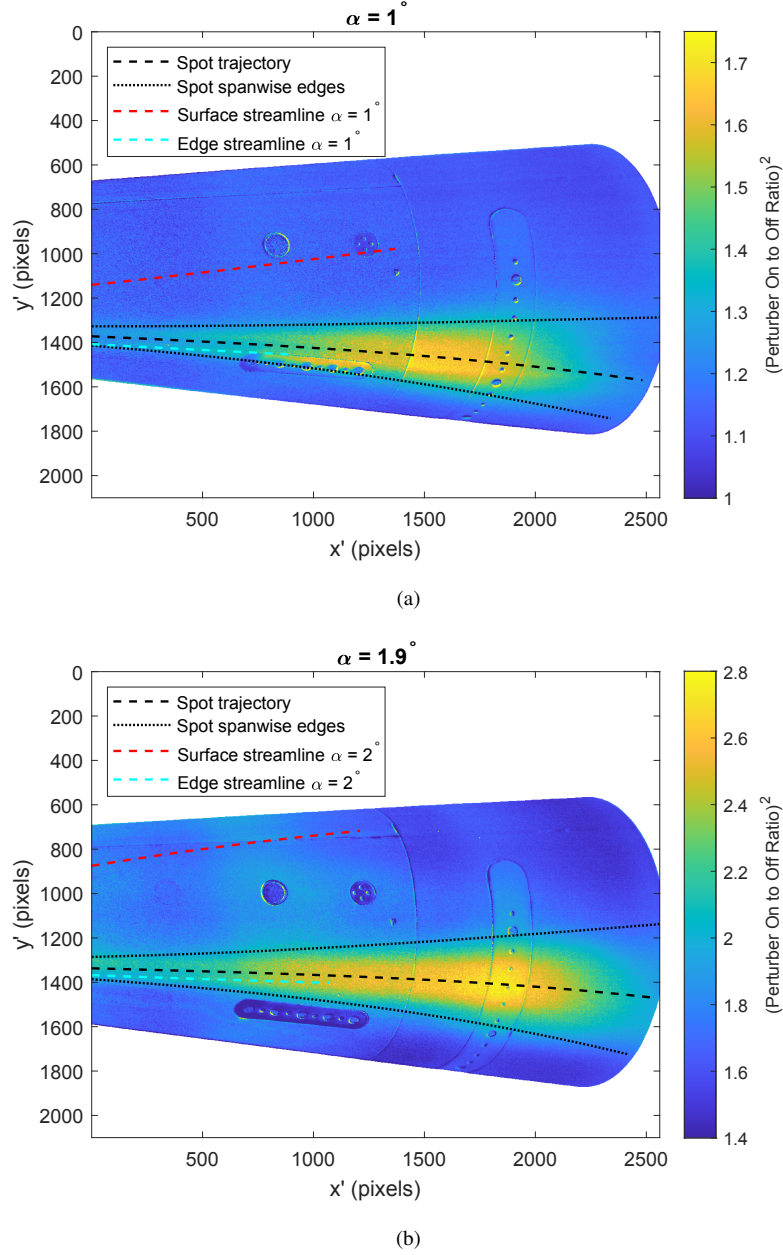 α = 1°
0
200
400
600
800
1000
1200
1400
1600
1800
2000
y' (pixels)
Spot trajectory
Spot spanwise edges
Surface streamline α = 1°
Edge streamline α = 1°
500
1000
1500
2000
2500
x' (pixels)
1.7
1.6
1.5
1.4
1.3
1.2
1.1
1
(Perturber On to Off Ratio)²
(a)
α = 1.9°
0
200
400
600
800
1000
1200
1400
1600
1800
2000
y' (pixels)
Spot trajectory
Spot spanwise edges
Surface streamline α = 2°
Edge streamline α = 2°
500
1000
1500
2000
2500
x' (pixels)
2.8
2.6
2.4
2.2
2
1.8
1.6
1.4
(Perturber On to Off Ratio)²
(b)